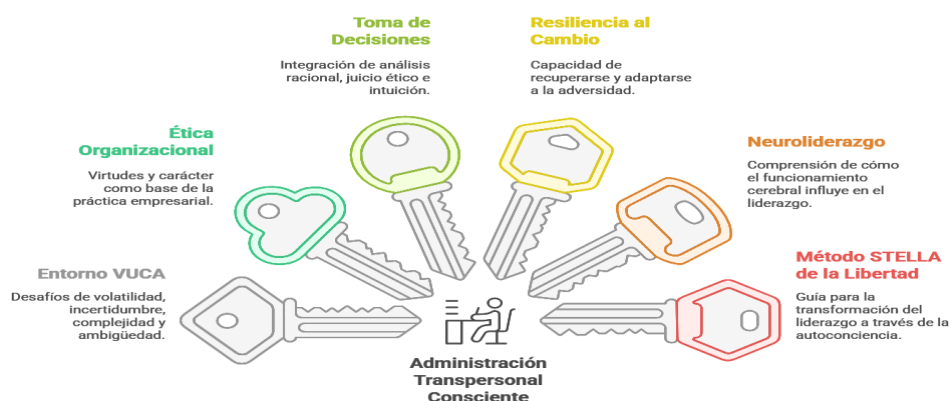 Toma de
Decisiones
Integración de análisis
racional, juicio ético e
intuición.
Resiliencia al
Cambio
Capacidad de
recuperarse y adaptarse
a la adversidad.
Ética
Organizacional
Virtudes y carácter
como base de la
práctica empresarial.
Neuroliderazgo
Comprensión de cómo
el funcionamiento
cerebral influye en el
liderazgo.
Entorno VUCA
Desafíos de volatilidad,
incertidumbre,
complejidad y
ambigüedad.
Método STELLA
de la Libertad
Guía para la
transformación del
liderazgo a través de la
autoconciencia.
Administración
Transpersonal
Consciente